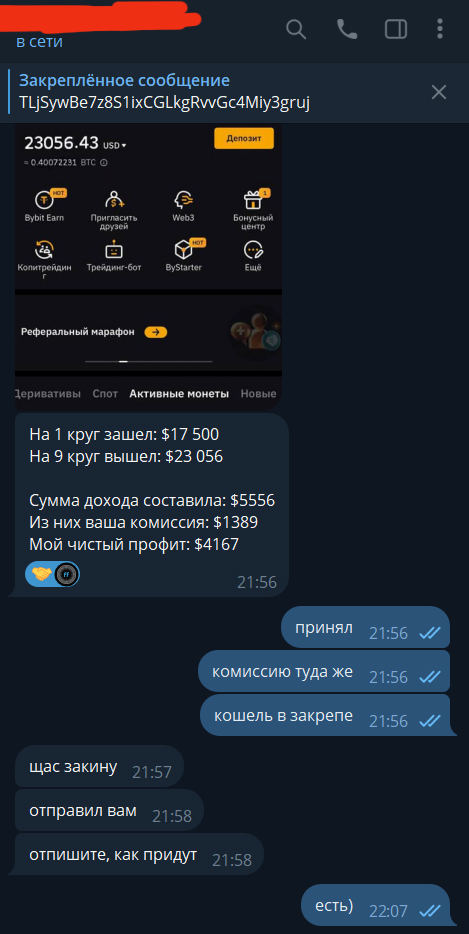 в сети
Закреплённое сообщение
TLjSywBe7z8S1ixCGLkgRvvGc4Miy3gruj
23056.43 USD
Депозит
≈ 0.40072231 BTC
HOT
1
Bybit Earn
Пригласить друзей
Web3
Бонусный центр
HOT
Копитрейдин
г
Трейдинг-бот
ByStarter
Ещё
Реферальный марафон
Деривативы Спот Активные монеты Новые
На 1 круг зашел: $17 500
На 9 круг вышел: $23 056
Сумма дохода составила: $5556
Из них ваша комиссия: $1389
Мой чистый профит: $4167
21:56
принял 21:56
комиссию туда же 21:56
кошель в закрепе 21:56
щас закину 21:57
отправил вам 21:58
отпишите, как придут 21:58
есть) 22:07